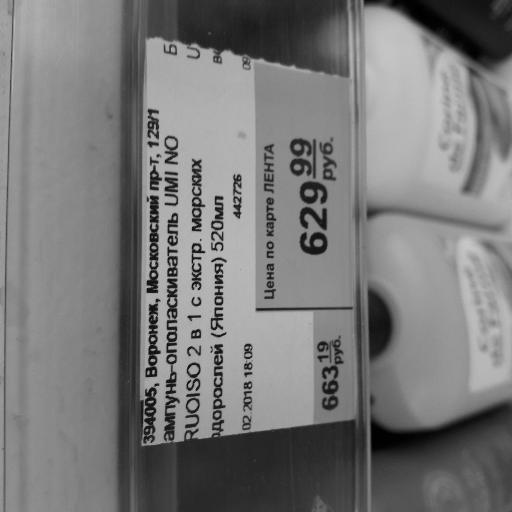 394005, Воронеж, Московский пр-т, 129/1
ампунь-ополаскиватель UMI NO
RUOISO 2 в 1 с экстр. морских
дорослей (Япония) 520мл
442726
02.2018 18:09
Цена по карте ЛЕНТА
629 99 руб.
663 19 руб.